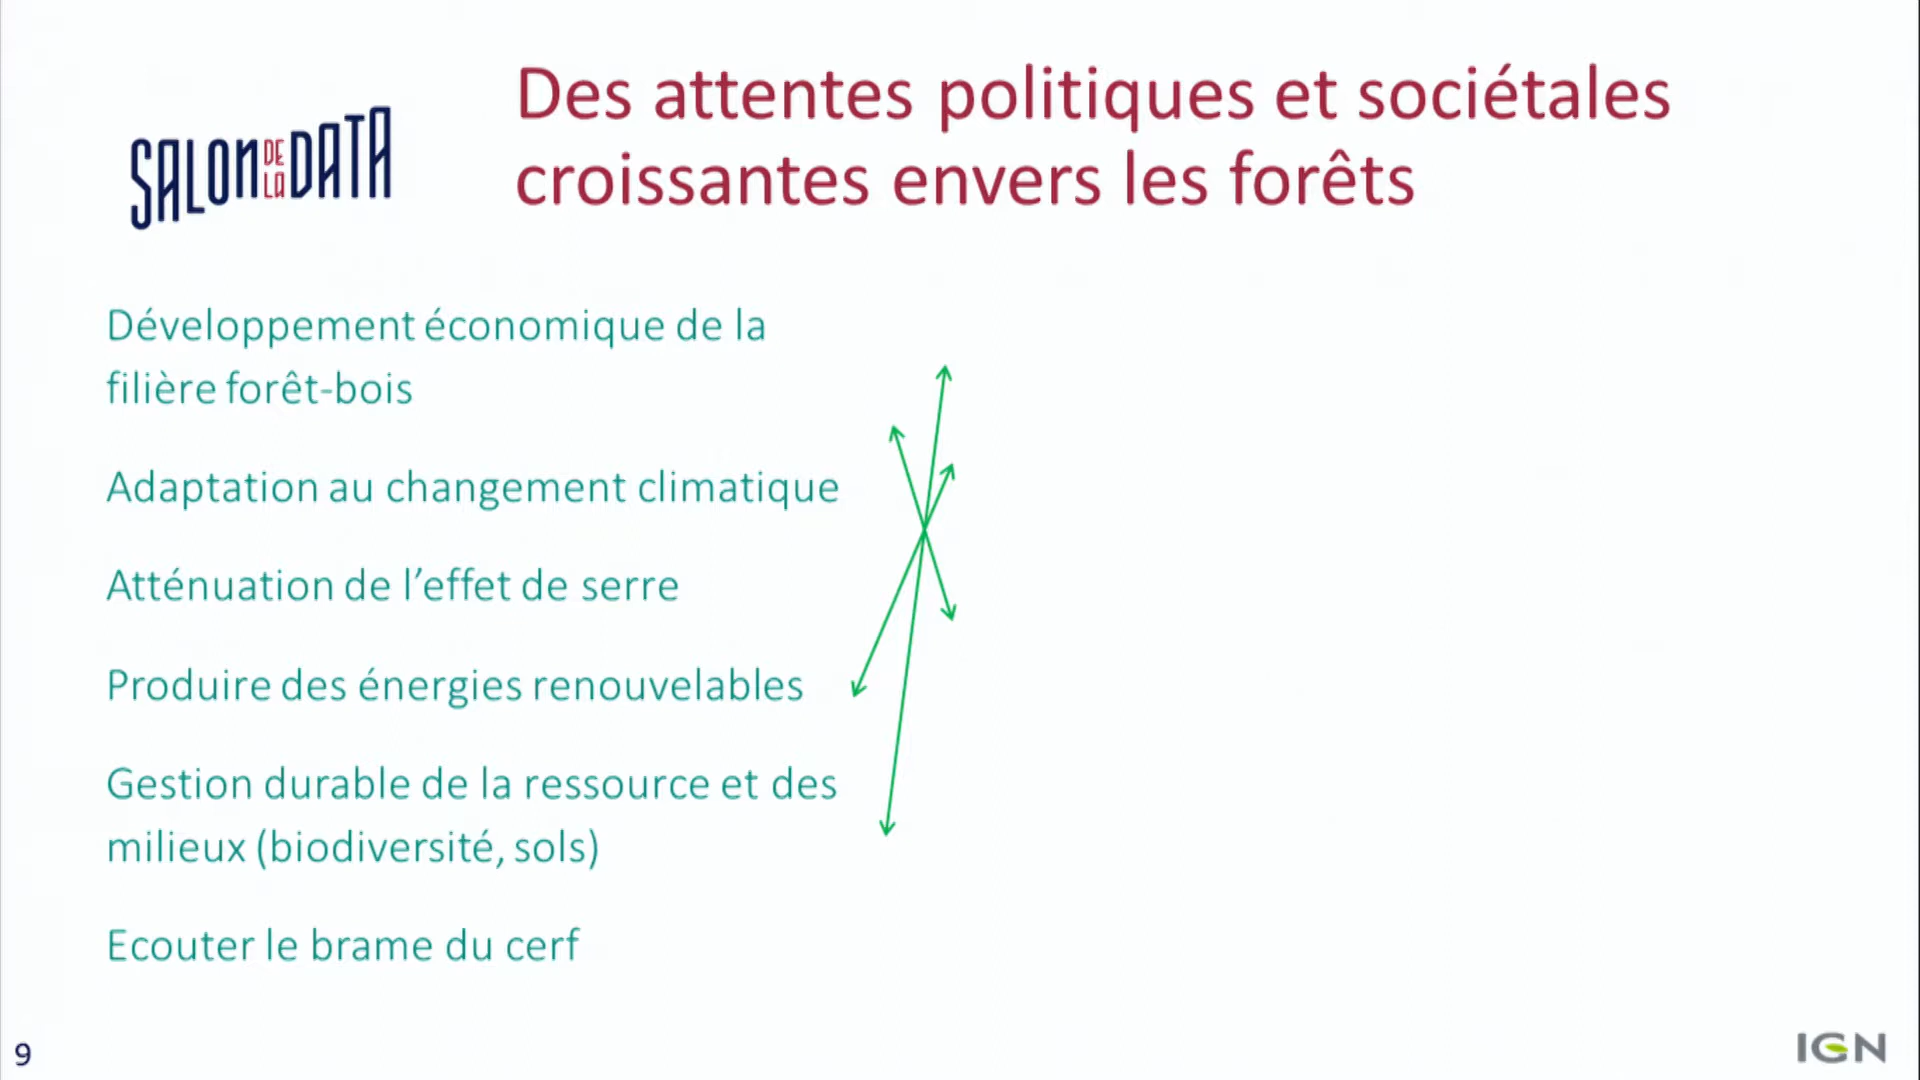 SALON DE LA DATA
Des attentes politiques et sociétales
croissantes envers les forêts
Développement économique de la
filière forêt-bois
Adaptation au changement climatique
Atténuation de l’effet de serre
Produire des énergies renouvelables
Gestion durable de la ressource et des
milieux (biodiversité, sols)
Ecouter le brame du cerf
9
IGN